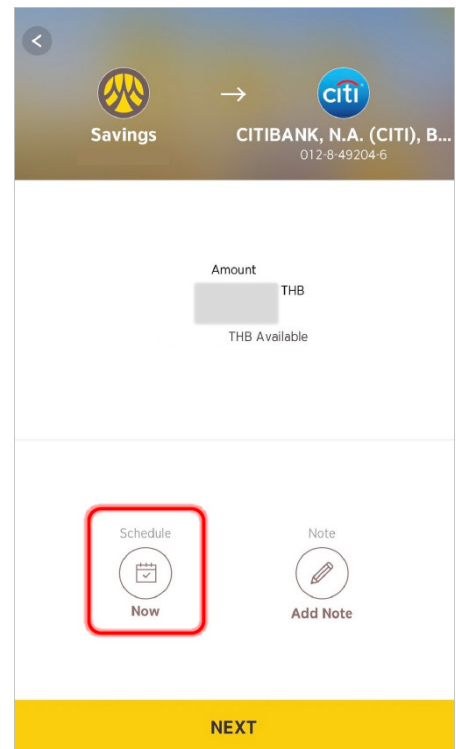 citi
Savings → CITIBANK, N.A. (CITI), B...
012-8-49204-6
Amount
THB
THB Available
Schedule
Now
Note
Add Note
NEXT